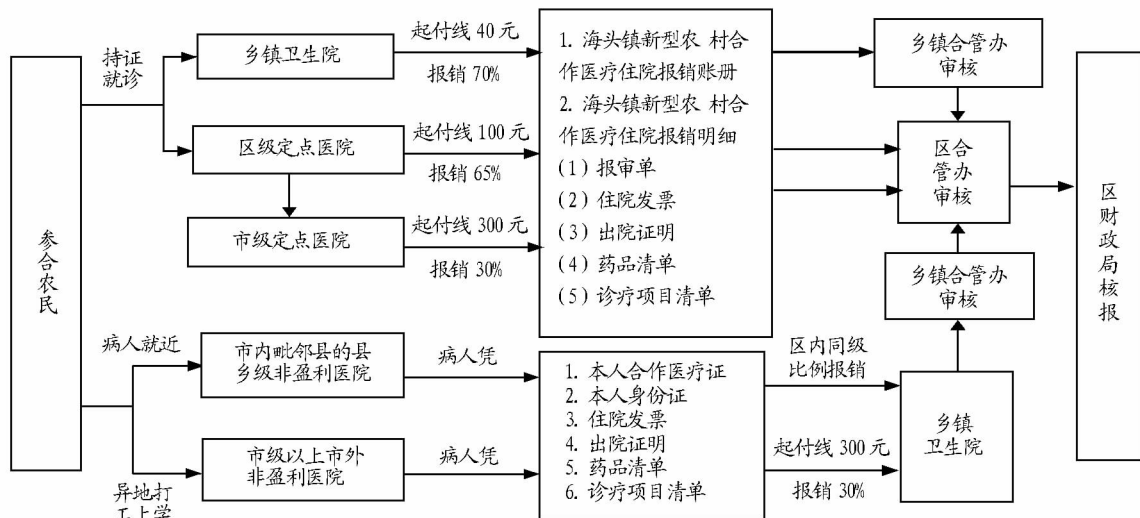 参合农民
持证
就诊
乡镇卫生院
起付线 40 元
报销 70%
区级定点医院
起付线 100 元
报销 65%
市级定点医院
起付线 300 元
报销 30%
1. 海头镇新型农 村合
作医疗住院报销账册
2. 海头镇新型农 村合
作医疗住院报销明细
(1) 报审单
(2) 住院发票
(3) 出院证明
(4) 药品清单
(5) 诊疗项目清单
乡镇合管办
审核
区合
管办
审核
乡镇合管办
审核
区财政局核报
病人就近
市内毗邻县的县
乡级非盈利医院
病人凭
异地打
工上学
市级以上市外
非盈利医院
病人凭
1. 本人合作医疗证
2. 本人身份证
3. 住院发票
4. 出院证明
5. 药品清单
6. 诊疗项目清单
区内同级
比例报销
起付线 300 元
报销 30%
乡镇
卫生院